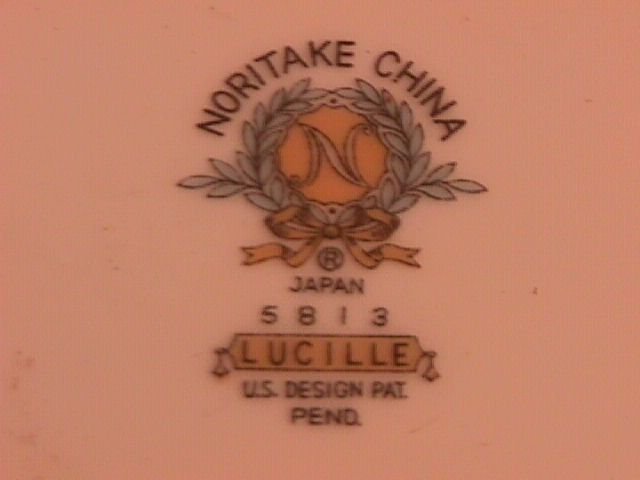 NORITAKE CHINA
N
®
JAPAN
5813
LUCILLE
U.S. DESIGN PAT.
PEND.